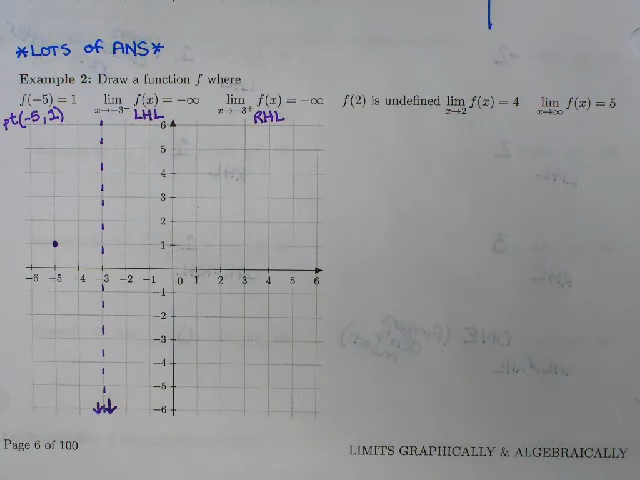 *LOTS of ANS*
Example 2: Draw a function f where
f(−5) = 1 lim x→−3⁻ f(x) = −∞ lim x→−3⁺ f(x) = −∞ f(2) is undefined lim x→2 f(x) = 4 lim x→∞ f(x) = 5
pt(-5,1) LHL RHL
6
5
4
3
2
1
−6 −5 −4 −3 −2 −1 0 1 2 3 4 5 6
−1
−2
−3
−4
−5
−6
Page 6 of 100 LIMITS GRAPHICALLY & ALGEBRAICALLY